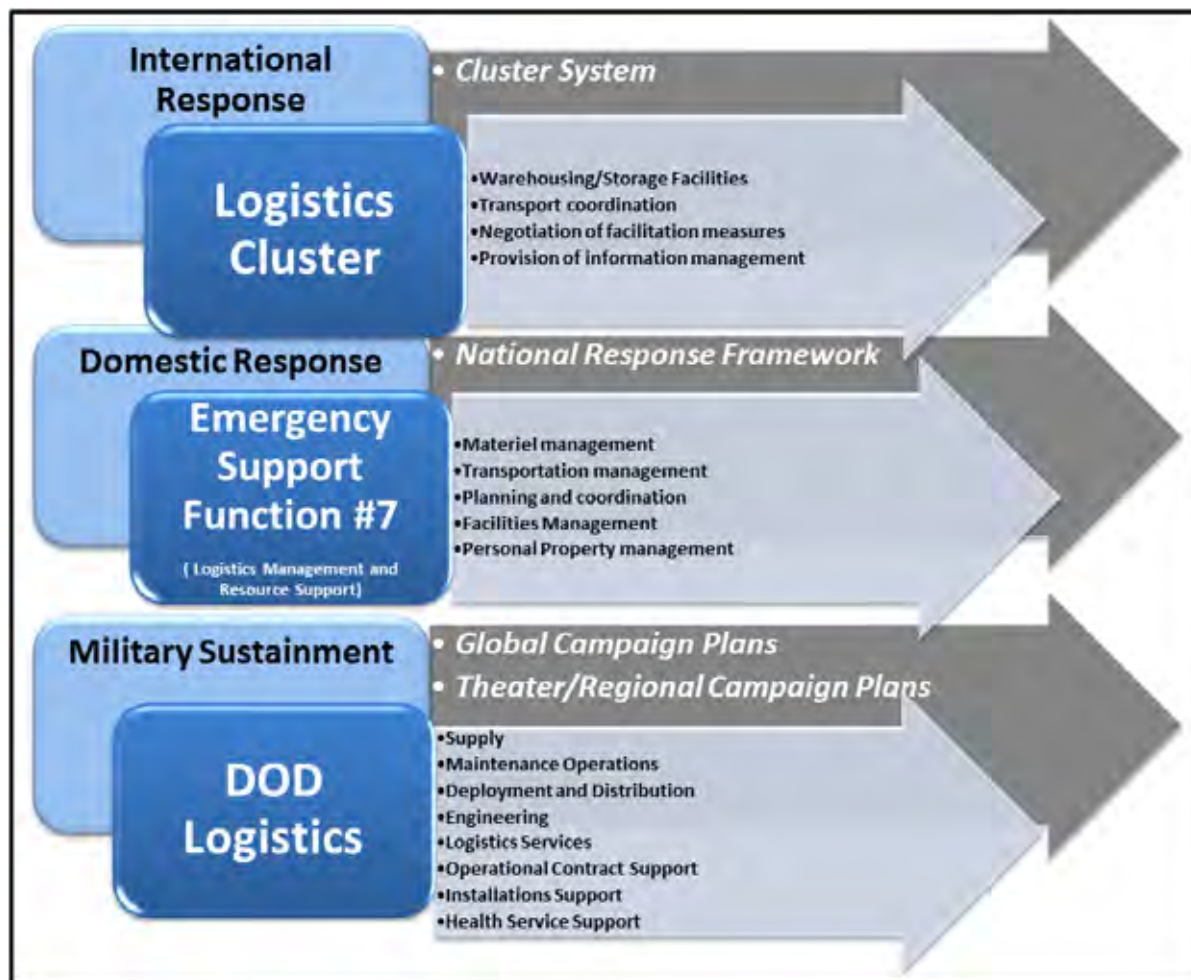 International
Response
• Cluster System
Logistics
Cluster
•Warehousing/Storage Facilities
•Transport coordination
•Negotiation of facilitation measures
•Provision of information management
Domestic Response
• National Response Framework
Emergency
Support
Function #7
( Logistics Management and
Resource Support)
•Materiel management
•Transportation management
•Planning and coordination
•Facilities Management
•Personal Property management
Military Sustainment
• Global Campaign Plans
• Theater/Regional Campaign Plans
DOD
Logistics
•Supply
•Maintenance Operations
•Deployment and Distribution
•Engineering
•Logistics Services
•Operational Contract Support
•Installations Support
•Health Service Support